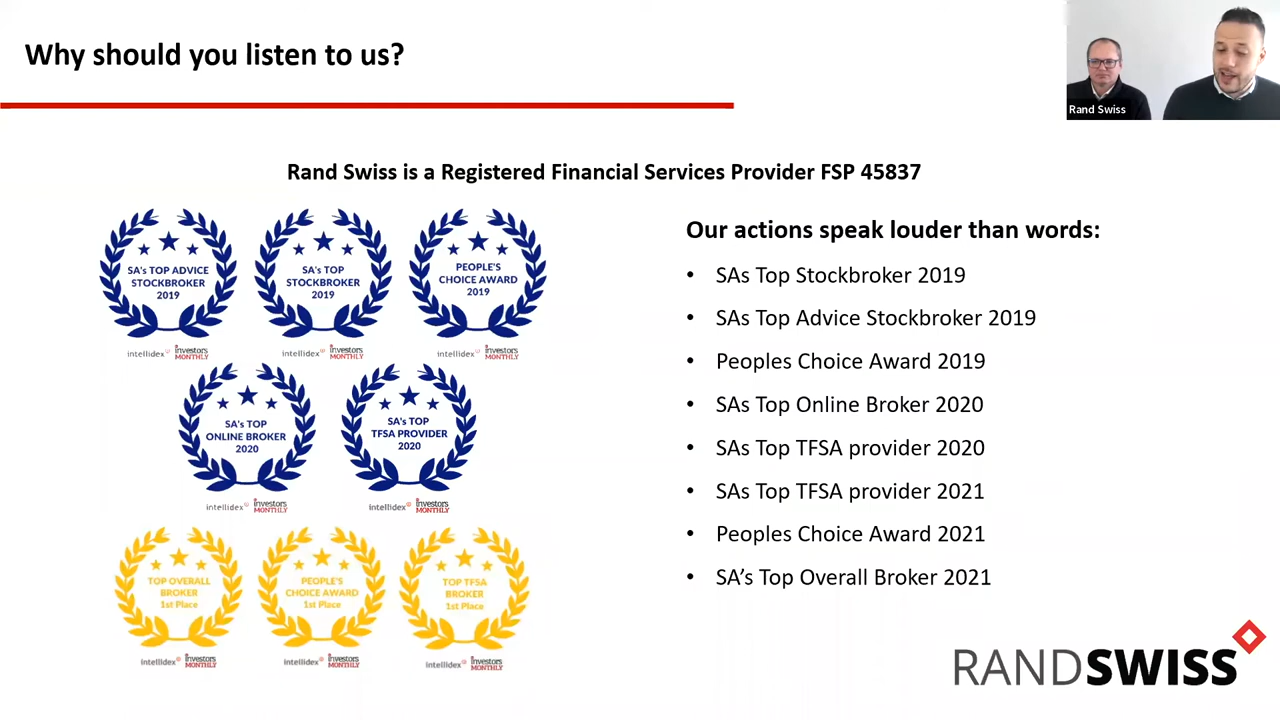 Why should you listen to us?
Rand Swiss
Rand Swiss is a Registered Financial Services Provider FSP 45837
SA's TOP ADVICE
STOCKBROKER
2019
intellidex
Investors
MONTHLY
SA's TOP
STOCKBROKER
2019
intellidex
Investors
MONTHLY
PEOPLE'S
CHOICE AWARD
2019
intellidex
Investors
MONTHLY
SA's TOP
ONLINE BROKER
2020
intellidex
Investors
MONTHLY
SA's TOP
TFSA PROVIDER
2020
intellidex
Investors
MONTHLY
TOP OVERALL
BROKER
1st Place
intellidex
Investors
MONTHLY
PEOPLE'S
CHOICE AWARD
1st Place
intellidex
Investors
MONTHLY
TOP TFSA
BROKER
1st Place
intellidex
Investors
MONTHLY
Our actions speak louder than words:
• SAs Top Stockbroker 2019
• SAs Top Advice Stockbroker 2019
• Peoples Choice Award 2019
• SAs Top Online Broker 2020
• SAs Top TFSA provider 2020
• SAs Top TFSA provider 2021
• Peoples Choice Award 2021
• SA’s Top Overall Broker 2021
RANDSWISS